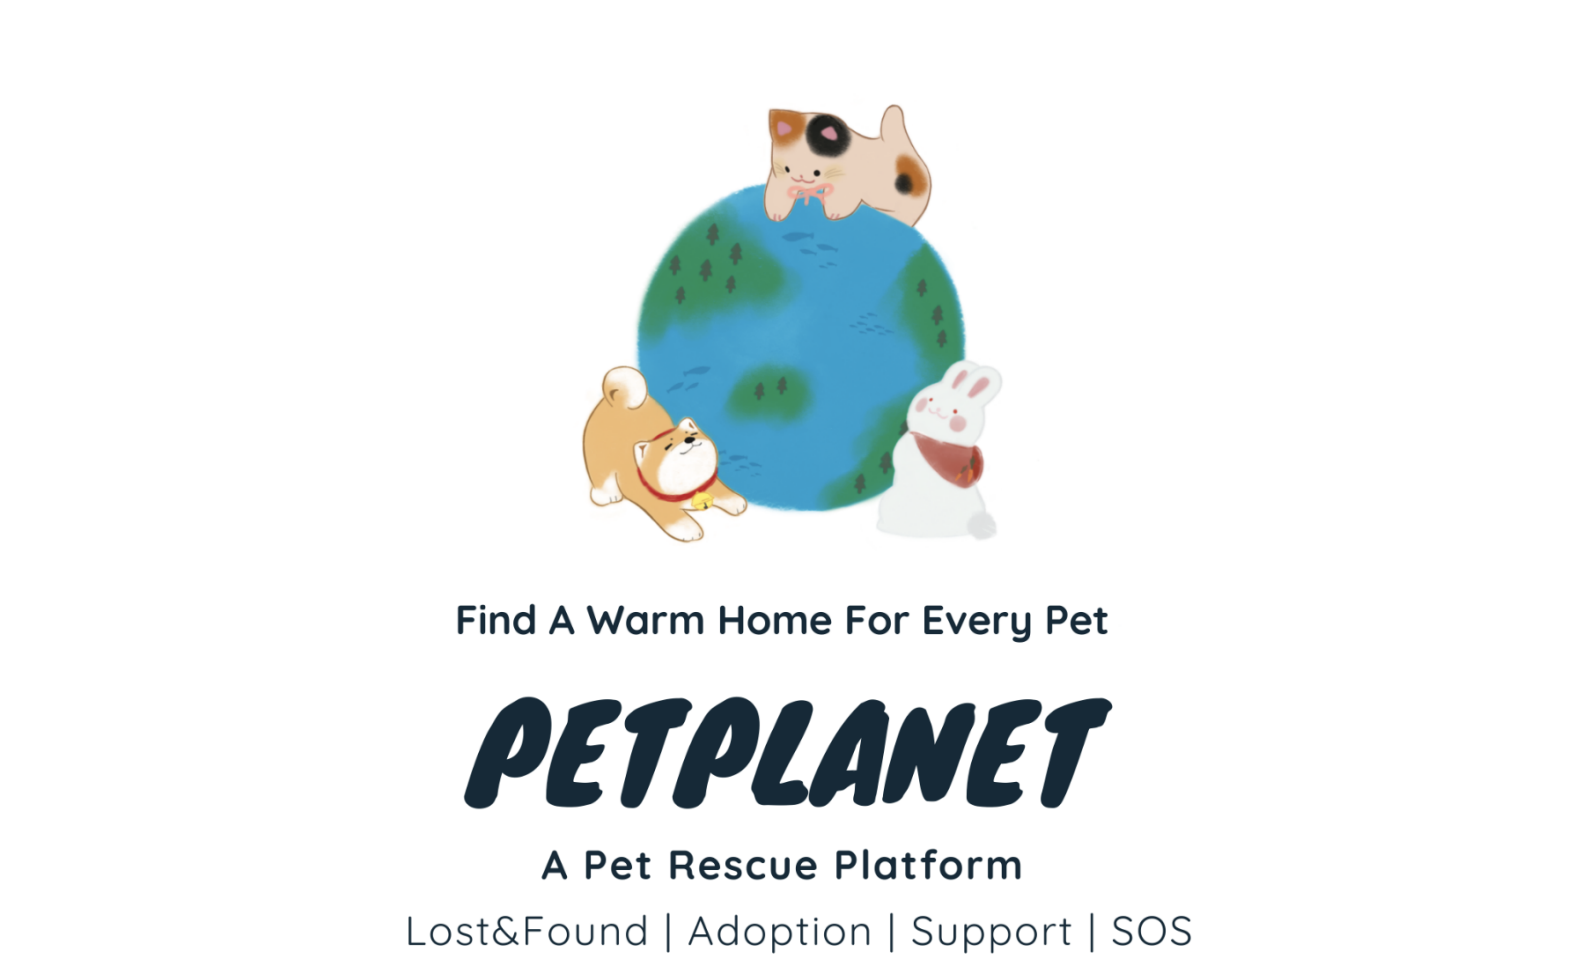 Find A Warm Home For Every Pet
PETPLANET
A Pet Rescue Platform
Lost&Found | Adoption | Support | SOS